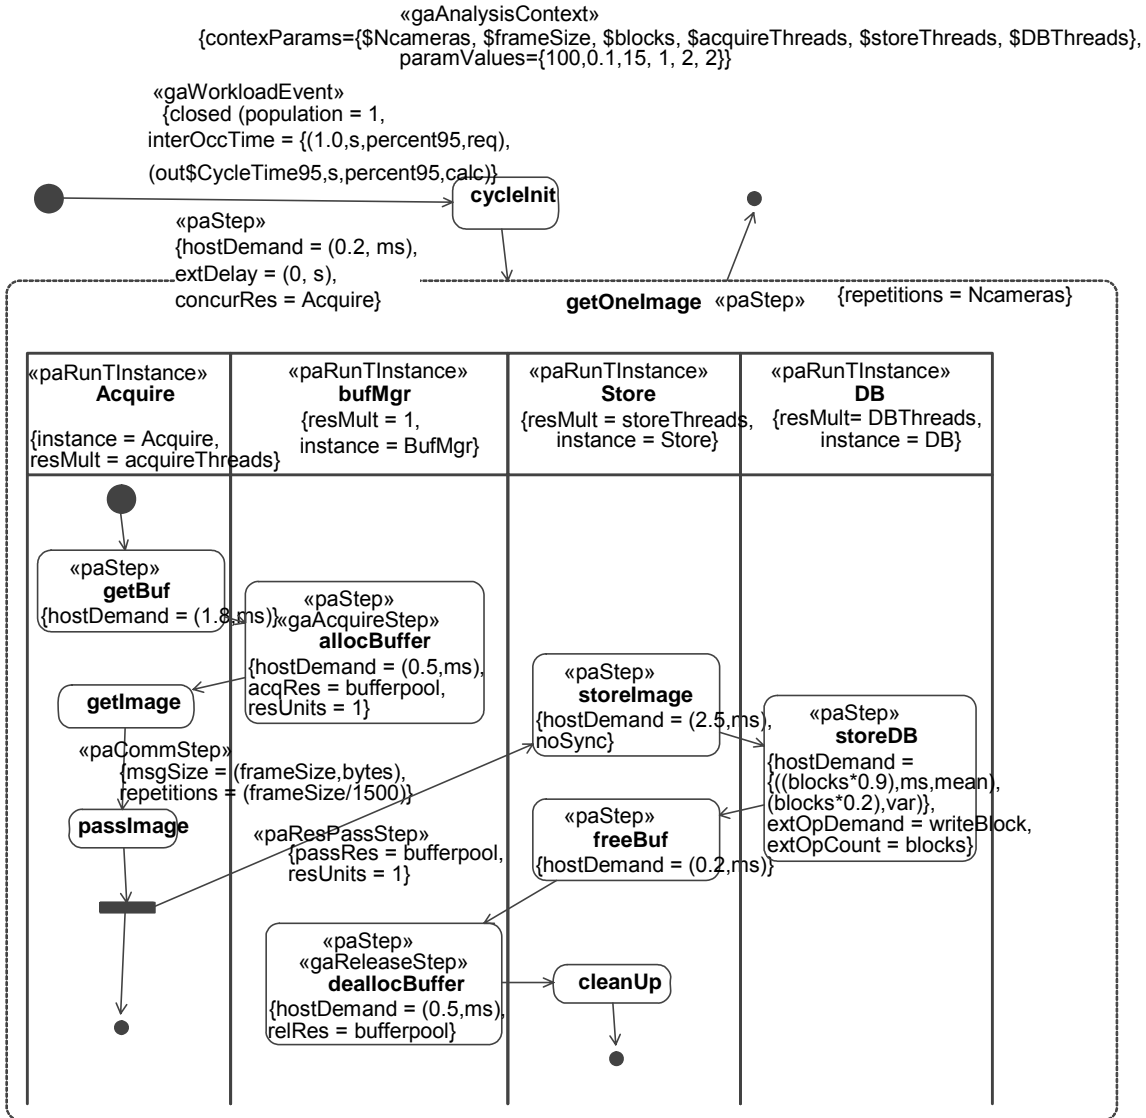 «gaAnalysisContext»
{contexParams={$Ncameras, $frameSize, $blocks, $acquireThreads, $storeThreads, $DBThreads},
paramValues={100,0.1,15, 1, 2, 2}}
«gaWorkloadEvent»
{closed (population = 1,
interOccTime = {(1.0,s,percent95,req),
(out$CycleTime95,s,percent95,calc)}
cycleInit
«paStep»
{hostDemand = (0.2, ms),
extDelay = (0, s),
concurRes = Acquire}
getOneImage «paStep» {repetitions = Ncameras}
«paRunTInstance»
Acquire
{instance = Acquire,
resMult = acquireThreads}
«paRunTInstance»
bufMgr
{resMult = 1,
instance = BufMgr}
«paRunTInstance»
Store
{resMult = storeThreads,
instance = Store}
«paRunTInstance»
DB
{resMult= DBThreads,
instance = DB}
«paStep»
getBuf
{hostDemand = (1.8,ms)}
«paStep»
«gaAcquireStep»
allocBuffer
{hostDemand = (0.5,ms),
acqRes = bufferpool,
resUnits = 1}
getImage
«paCommStep»
{msgSize = (frameSize,bytes),
repetitions = (frameSize/1500)}
passImage
«paStep»
storeImage
{hostDemand = (2.5,ms),
noSync}
«paStep»
storeDB
{hostDemand =
{((blocks*0.9),ms,mean),
(blocks*0.2),var)},
extOpDemand = writeBlock,
extOpCount = blocks}
«paResPassStep»
{passRes = bufferpool,
resUnits = 1}
«paStep»
freeBuf
{hostDemand = (0.2,ms)}
«paStep»
«gaReleaseStep»
deallocBuffer
{hostDemand = (0.5,ms),
relRes = bufferpool}
cleanUp